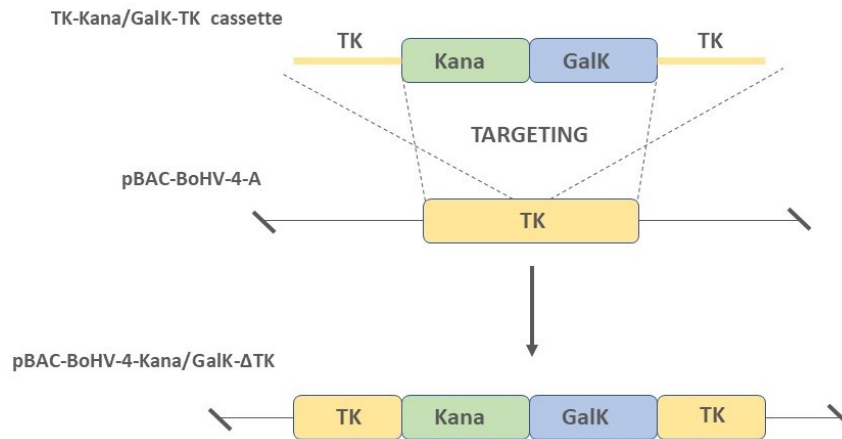 TK-Kana/GalK-TK cassette
TK TK
Kana GalK
TARGETING
pBAC-BoHV-4-A
TK
pBAC-BoHV-4-Kana/GalK-ΔTK
TK Kana GalK TK